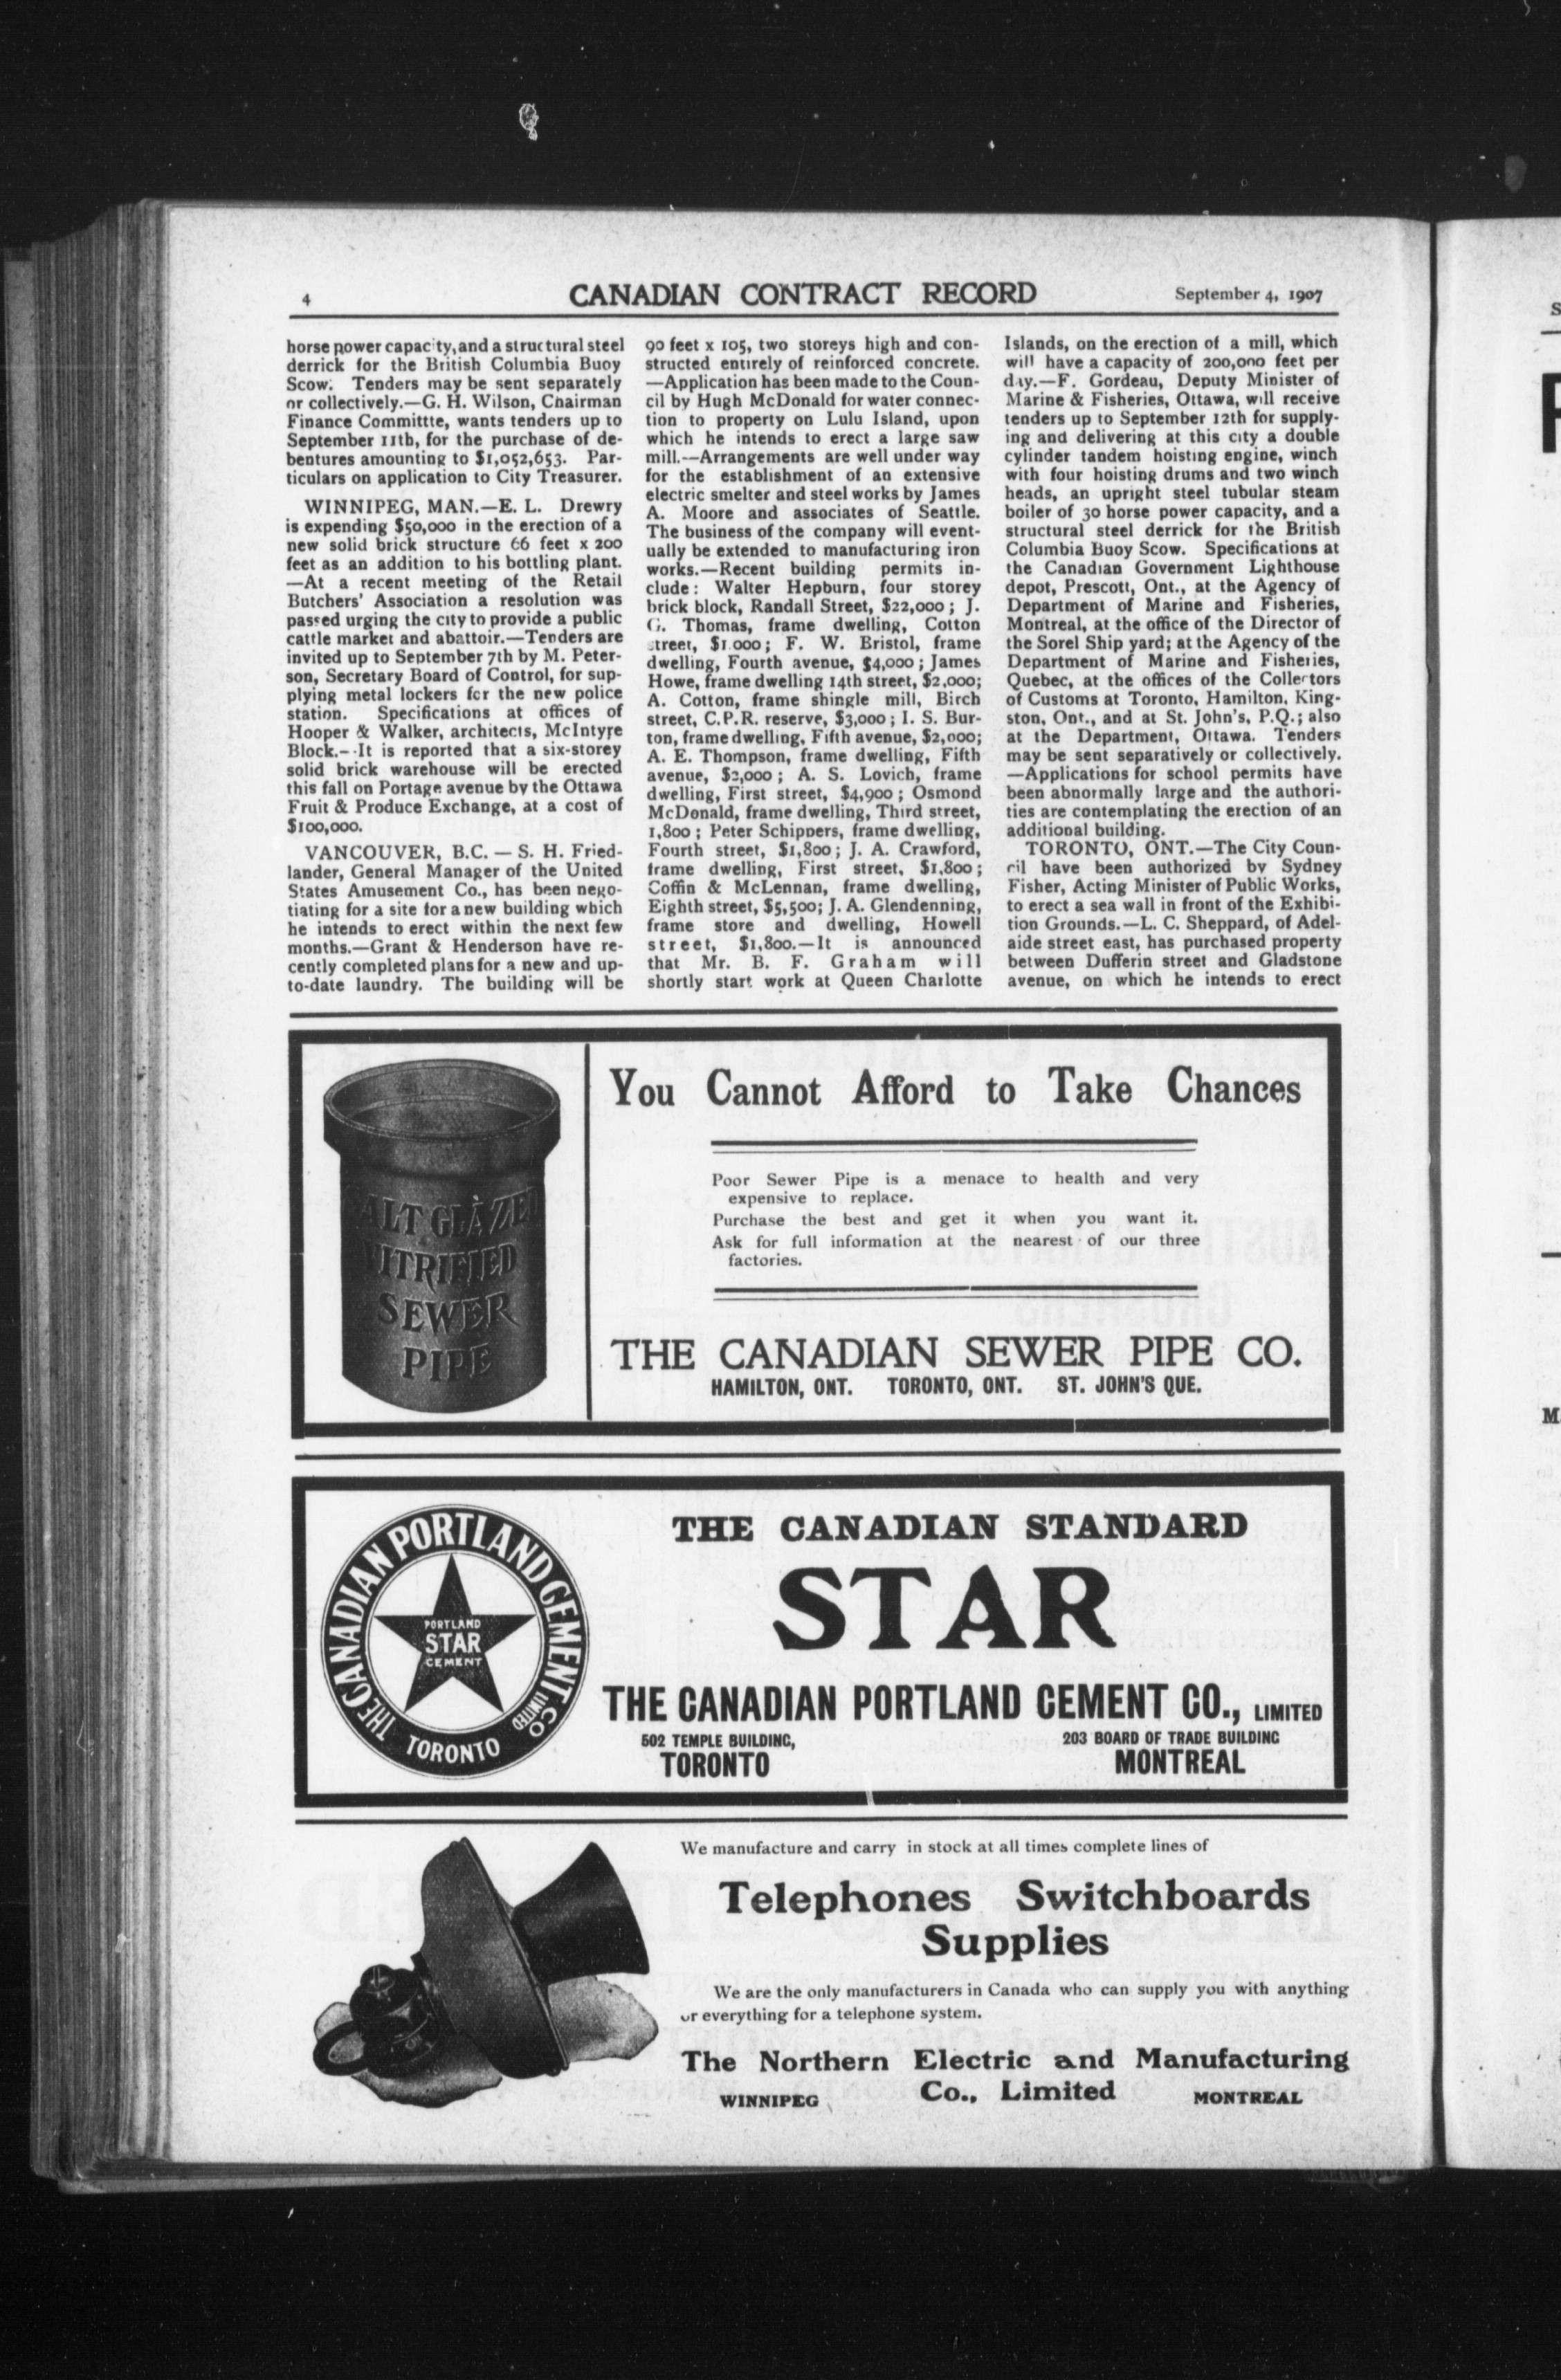 4
CANADIAN CONTRACT RECORD
September 4, 1907
horse power capacity, and a structural steel
derrick for the British Columbia Buoy
Scow. Tenders may be sent separately
or collectively.—G. H. Wilson, Chairman
Finance Committte, wants tenders up to
September 11th, for the purchase of de-
bentures amounting to $1,052,653. Par-
ticulars on application to City Treasurer.
WINNIPEG, MAN.—E. L. Drewry
is expending $50,000 in the erection of a
new solid brick structure 66 feet x 200
feet as an addition to his bottling plant.
—At a recent meeting of the Retail
Butchers' Association a resolution was
passed urging the city to provide a public
cattle market and abattoir.—Tenders are
invited up to September 7th by M. Peter-
son, Secretary Board of Control, for sup-
plying metal lockers for the new police
station. Specifications at offices of
Hooper & Walker, architects, McIntyre
Block.—It is reported that a six-storey
solid brick warehouse will be erected
this fall on Portage avenue by the Ottawa
Fruit & Produce Exchange, at a cost of
$100,000.
VANCOUVER, B.C. — S. H. Fried-
lander, General Manager of the United
States Amusement Co., has been nego-
tiating for a site for a new building which
he intends to erect within the next few
months.—Grant & Henderson have re-
cently completed plans for a new and up-
to-date laundry. The building will be
90 feet x 105, two storeys high and con-
structed entirely of reinforced concrete.
—Application has been made to the Coun-
cil by Hugh McDonald for water connec-
tion to property on Lulu Island, upon
which he intends to erect a large saw
mill.—Arrangements are well under way
for the establishment of an extensive
electric smelter and steel works by James
A. Moore and associates of Seattle.
The business of the company will event-
ually be extended to manufacturing iron
works.—Recent building permits in-
clude: Walter Hepburn, four storey
brick block, Randall Street, $22,000; J.
G. Thomas, frame dwelling, Cotton
street, $1.000; F. W. Bristol, frame
dwelling, Fourth avenue, $4,000; James
Howe, frame dwelling 14th street, $2,000;
A. Cotton, frame shingle mill, Birch
street, C.P.R. reserve, $3,000; I. S. Bur-
ton, frame dwelling, Fifth avenue, $2,000;
A. E. Thompson, frame dwelling, Fifth
avenue, $2,000; A. S. Lovich, frame
dwelling, First street, $4,900; Osmond
McDonald, frame dwelling, Third street,
1,800; Peter Schippers, frame dwelling,
Fourth street, $1,800; J. A. Crawford,
frame dwelling, First street, $1,800;
Coffin & McLennan, frame dwelling,
Eighth street, $5,500; J. A. Glendenning,
frame store and dwelling, Howell
street, $1,800.—It is announced
that Mr. B. F. Graham will
shortly start work at Queen Charlotte
Islands, on the erection of a mill, which
will have a capacity of 200,000 feet per
day.—F. Gordeau, Deputy Minister of
Marine & Fisheries, Ottawa, will receive
tenders up to September 12th for supply-
ing and delivering at this city a double
cylinder tandem hoisting engine, winch
with four hoisting drums and two winch
heads, an upright steel tubular steam
boiler of 30 horse power capacity, and a
structural steel derrick for the British
Columbia Buoy Scow. Specifications at
the Canadian Government Lighthouse
depot, Prescott, Ont., at the Agency of
Department of Marine and Fisheries,
Montreal, at the office of the Director of
the Sorel Ship yard; at the Agency of the
Department of Marine and Fisheries,
Quebec, at the offices of the Collectors
of Customs at Toronto, Hamilton, King-
ston, Ont., and at St. John's, P.Q.; also
at the Department, Ottawa. Tenders
may be sent separatively or collectively.
—Applications for school permits have
been abnormally large and the authori-
ties are contemplating the erection of an
additional building.
TORONTO, ONT.—The City Coun-
cil have been authorized by Sydney
Fisher, Acting Minister of Public Works,
to erect a sea wall in front of the Exhibi-
tion Grounds.—L. C. Sheppard, of Adel-
aide street east, has purchased property
between Dufferin street and Gladstone
avenue, on which he intends to erect
ALT GLAZE
ITRIFIED
SEWER
PIPE
You Cannot Afford to Take Chances
Poor Sewer Pipe is a menace to health and very
expensive to replace.
Purchase the best and get it when you want it.
Ask for full information at the nearest of our three
factories.
THE CANADIAN SEWER PIPE CO.
HAMILTON, ONT. TORONTO, ONT. ST. JOHN'S QUE.
THE CANADIAN PORTLAND CEMENT CO
LIMITED
TORONTO
PORTLAND
STAR
CEMENT
THE CANADIAN STANDARD
STAR
THE CANADIAN PORTLAND CEMENT CO., LIMITED
502 TEMPLE BUILDING,
TORONTO
203 BOARD OF TRADE BUILDING
MONTREAL
We manufacture and carry in stock at all times complete lines of
Telephones Switchboards
Supplies
We are the only manufacturers in Canada who can supply you with anything
or everything for a telephone system.
The Northern Electric and Manufacturing
Co., Limited
WINNIPEG
MONTREAL